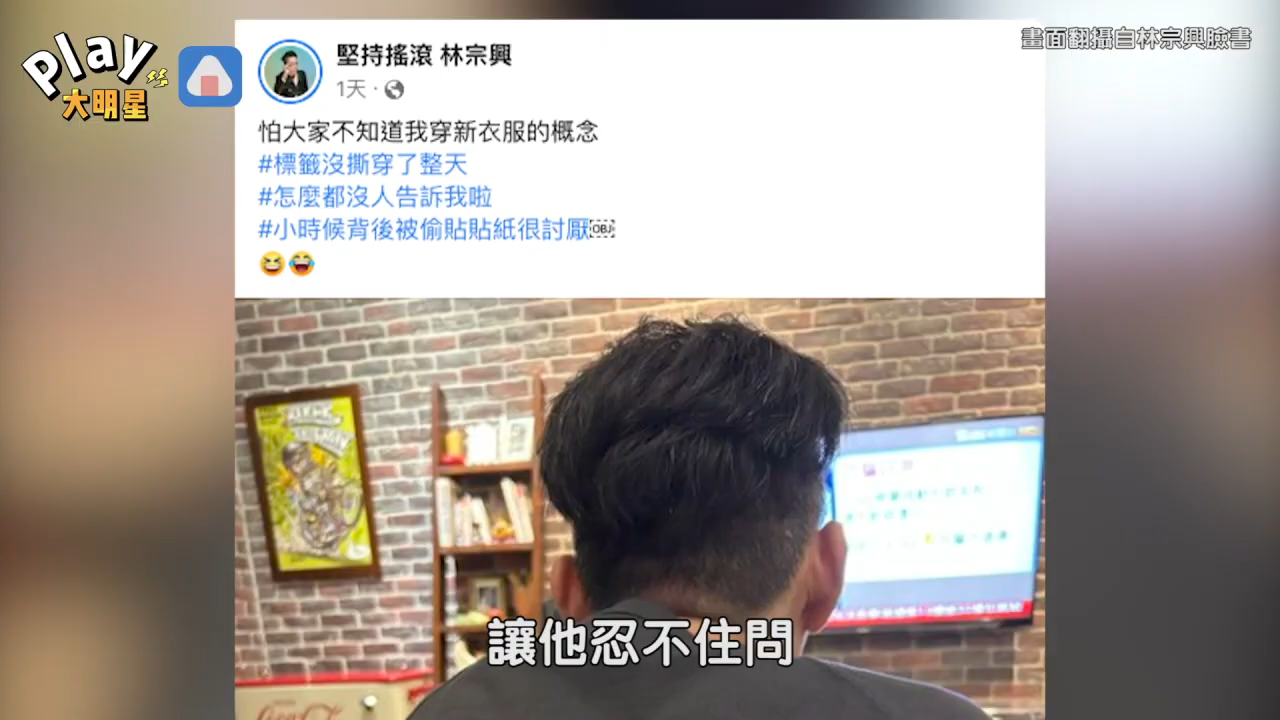 Play
大明星
畫面翻攝自林宗興臉書
堅持搖滾 林宗興
1天
怕大家不知道我穿新衣服的概念
#標籤沒撕穿了整天
#怎麼都沒人告訴我啦
#小時候背後被偷貼貼紙很討厭
讓他忍不住問